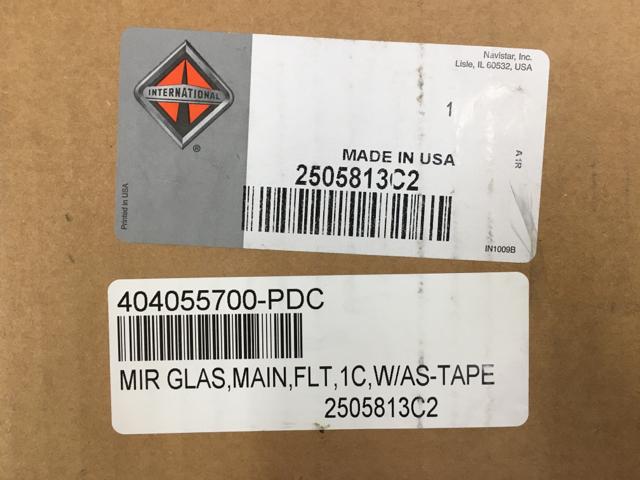 Navistar, Inc.
Lisle, IL 60532, USA
INTERNATIONAL
®
1
MADE IN USA
2505813C2
A1R
Printed in USA
IN1009B
404055700-PDC
MIR GLAS,MAIN,FLT,1C,W/AS-TAPE
2505813C2